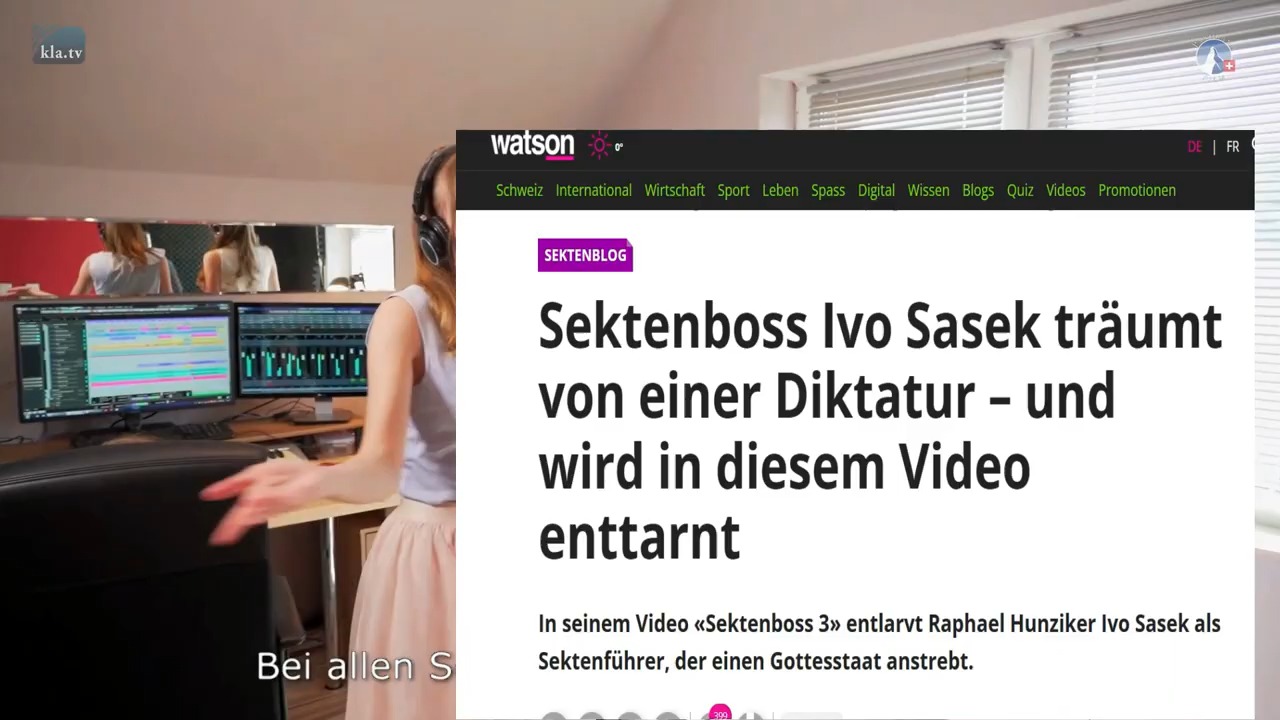 kla.tv
watson 0°
DE | FR
Schweiz International Wirtschaft Sport Leben Spass Digital Wissen Blogs Quiz Videos Promotionen
SEKTENBLOG
Sektenboss Ivo Sasek träumt
von einer Diktatur – und
wird in diesem Video
enttarnt
In seinem Video «Sektenboss 3» entlarvt Raphael Hunziker Ivo Sasek als
Sektenführer, der einen Gottesstaat anstrebt.
Bei allen S
399